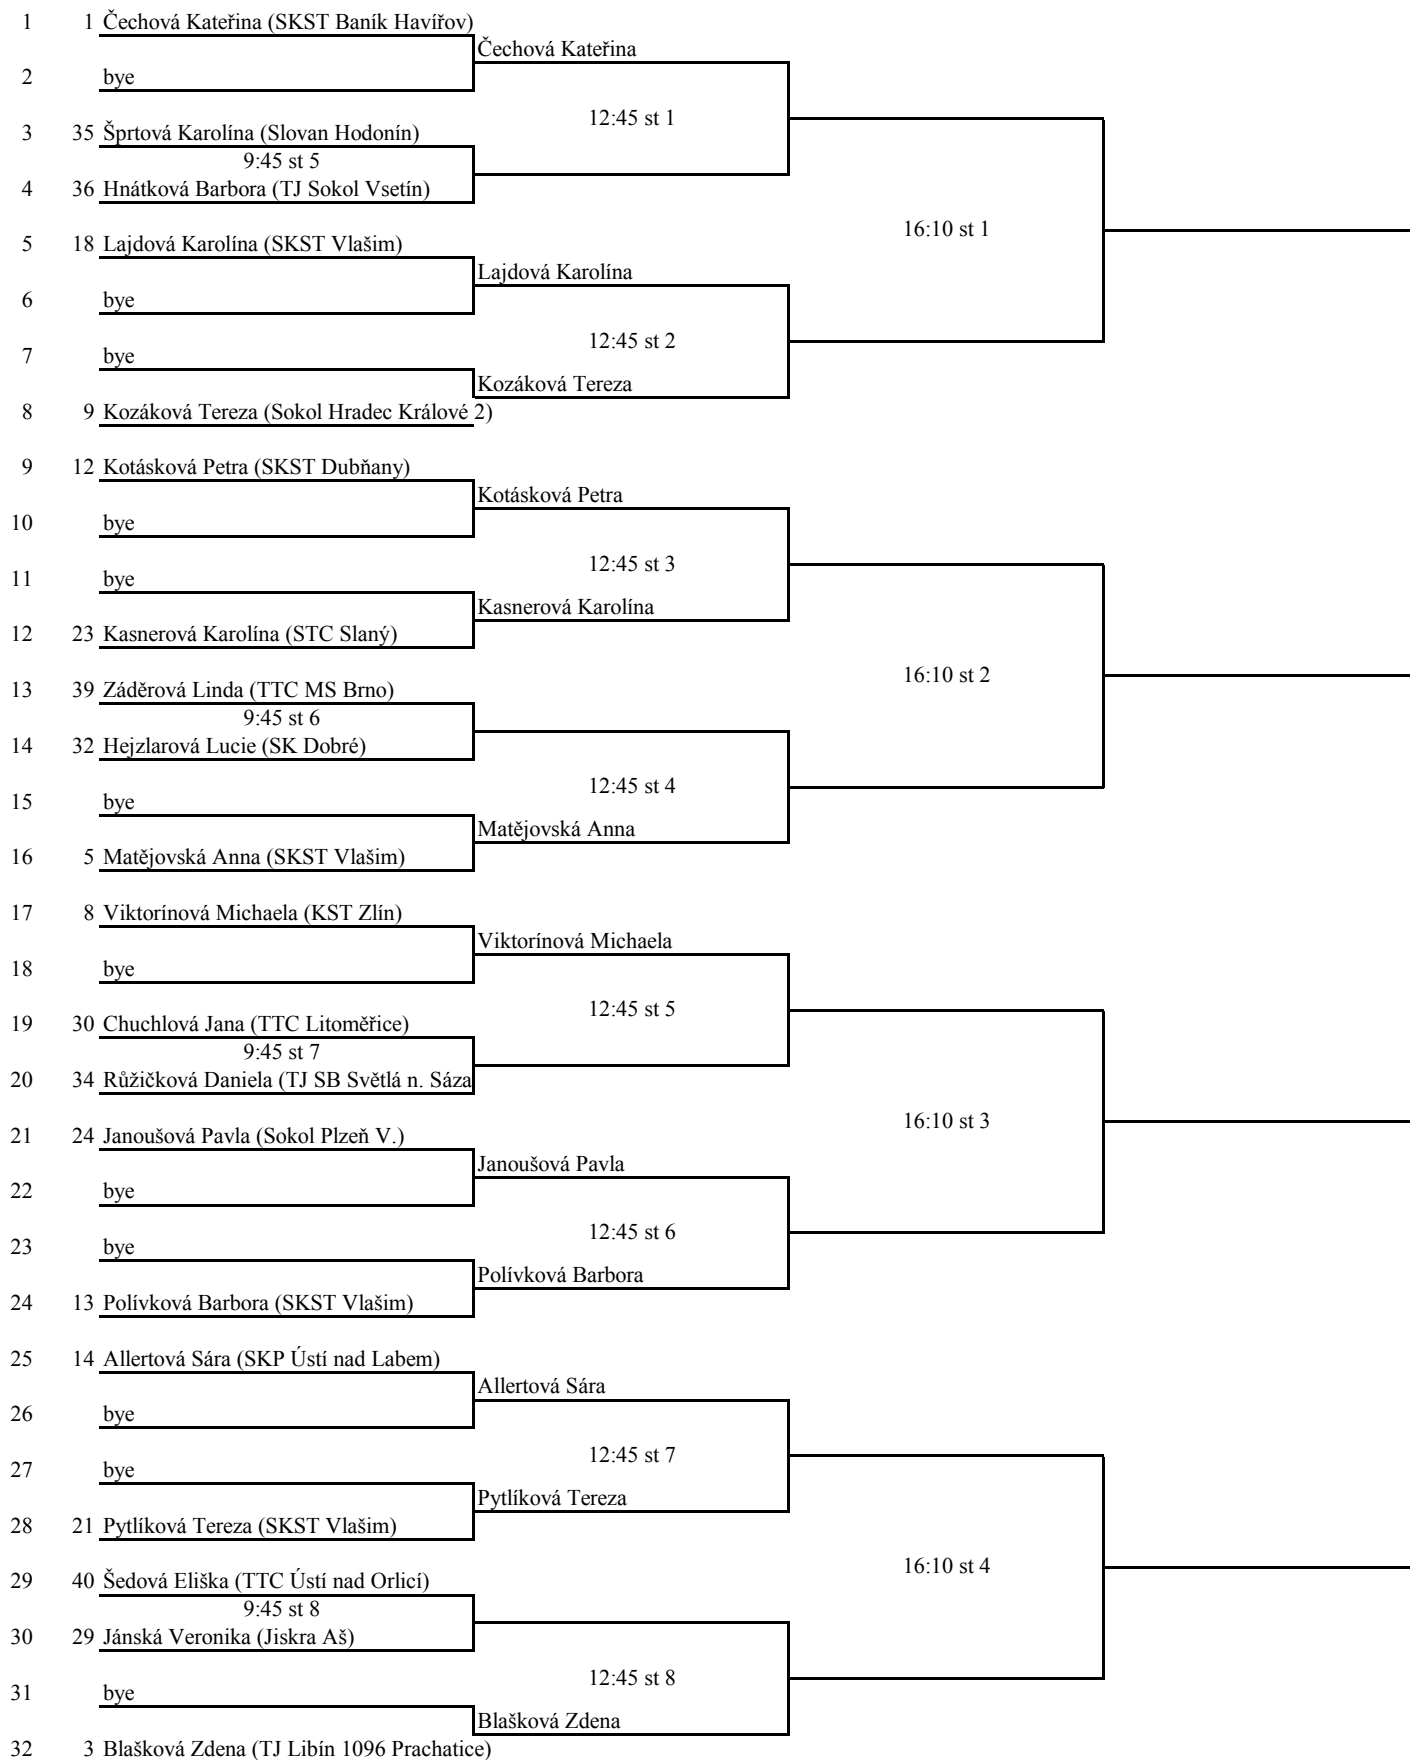 1 1 Čechová Kateřina (SKST Baník Havířov)
Čechová Kateřina
2 bye
12:45 st 1
3 35 Šprtová Karolína (Slovan Hodonín)
9:45 st 5
4 36 Hnátková Barbora (TJ Sokol Vsetín)
16:10 st 1
5 18 Lajdová Karolína (SKST Vlašim)
Lajdová Karolína
6 bye
12:45 st 2
7 bye
Kozáková Tereza
8 9 Kozáková Tereza (Sokol Hradec Králové 2)
9 12 Kotásková Petra (SKST Dubňany)
Kotásková Petra
10 bye
12:45 st 3
11 bye
Kasnerová Karolína
12 23 Kasnerová Karolína (STC Slaný)
16:10 st 2
13 39 Záděrová Linda (TTC MS Brno)
9:45 st 6
14 32 Hejzlarová Lucie (SK Dobré)
12:45 st 4
15 bye
Matějovská Anna
16 5 Matějovská Anna (SKST Vlašim)
17 8 Viktorínová Michaela (KST Zlín)
Viktorínová Michaela
18 bye
12:45 st 5
19 30 Chuchlová Jana (TTC Litoměřice)
9:45 st 7
20 34 Růžičková Daniela (TJ SB Světlá n. Sáza
16:10 st 3
21 24 Janoušová Pavla (Sokol Plzeň V.)
Janoušová Pavla
22 bye
12:45 st 6
23 bye
Polívková Barbora
24 13 Polívková Barbora (SKST Vlašim)
25 14 Allertová Sára (SKP Ústí nad Labem)
Allertová Sára
26 bye
12:45 st 7
27 bye
Pytlíková Tereza
28 21 Pytlíková Tereza (SKST Vlašim)
16:10 st 4
29 40 Šedová Eliška (TTC Ústí nad Orlicí)
9:45 st 8
30 29 Jánská Veronika (Jiskra Aš)
12:45 st 8
31 bye
Blašková Zdena
32 3 Blašková Zdena (TJ Libín 1096 Prachatice)